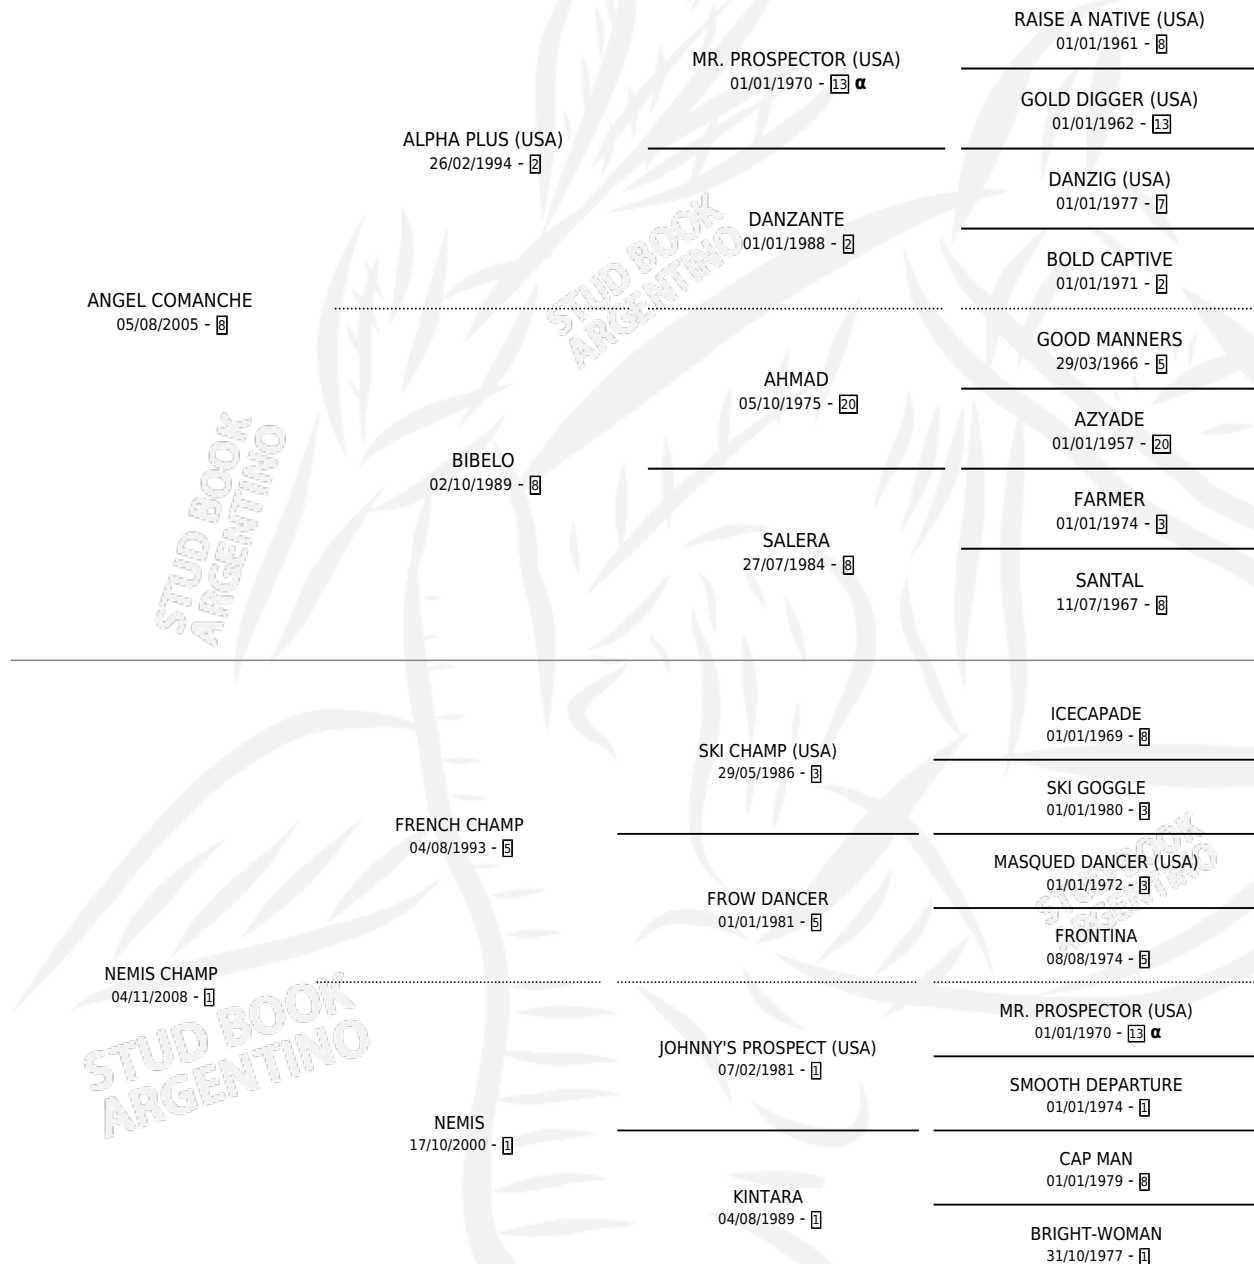 RAISE A NATIVE (USA)
01/01/1961 - 8
MR. PROSPECTOR (USA)
01/01/1970 - 13 α
GOLD DIGGER (USA)
01/01/1962 - 13
ALPHA PLUS (USA)
26/02/1994 - 2
DANZIG (USA)
01/01/1977 - 7
DANZANTE
01/01/1988 - 2
BOLD CAPTIVE
01/01/1971 - 2
ANGEL COMANCHE
05/08/2005 - 8
STUD BOOK
ARGENTINO
GOOD MANNERS
29/03/1966 - 5
AHMAD
05/10/1975 - 20
AZYADE
01/01/1957 - 20
BIBELO
02/10/1989 - 8
FARMER
01/01/1974 - 3
SALERA
27/07/1984 - 8
SANTAL
11/07/1967 - 8
STUD BOOK
ARGENTINO
ICECAPADE
01/01/1969 - 8
SKI CHAMP (USA)
29/05/1986 - 3
SKI GOGGLE
01/01/1980 - 3
FRENCH CHAMP
04/08/1993 - 5
MASQUED DANCER (USA)
01/01/1972 - 3
FROW DANCER
01/01/1981 - 5
STUD BOOK
ARGENTINO
FRONTINA
08/08/1974 - 5
NEMIS CHAMP
04/11/2008 - 1
STUD BOOK
ARGENTINO
MR. PROSPECTOR (USA)
01/01/1970 - 13 α
JOHNNY'S PROSPECT (USA)
07/02/1981 - 1
SMOOTH DEPARTURE
01/01/1974 - 1
NEMIS
17/10/2000 - 1
CAP MAN
01/01/1979 - 8
KINTARA
04/08/1989 - 1
BRIGHT-WOMAN
31/10/1977 - 1